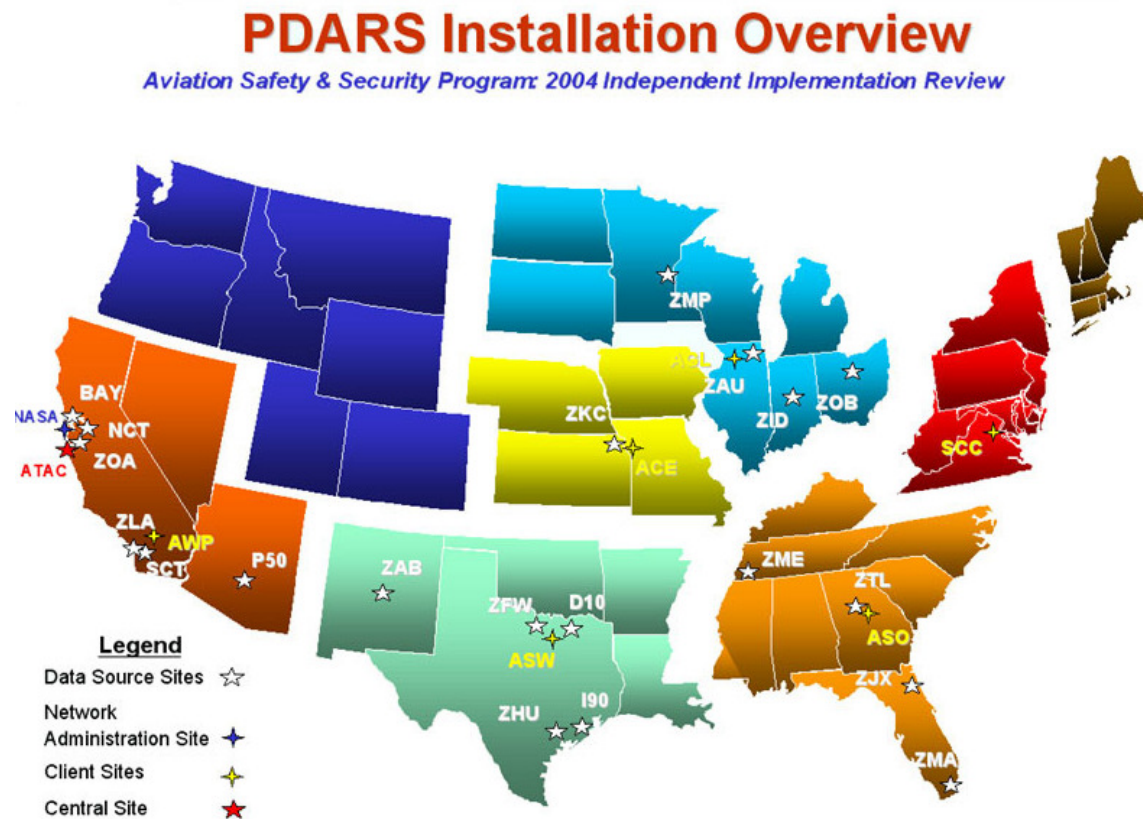 PDARS Installation Overview
Aviation Safety & Security Program: 2004 Independent Implementation Review
ZMP
AGL
ZAU
ZID
ZOB
BAY
NASA
NCT
ZOA
ATAC
ZKC
ACE
SCC
ZLA
AWP
SCT
P50
ZAB
ZFW
D10
ASW
ZHU
I90
ZME
ZTL
ASO
ZJX
ZMA
Legend
Data Source Sites
Network
Administration Site
Client Sites
Central Site